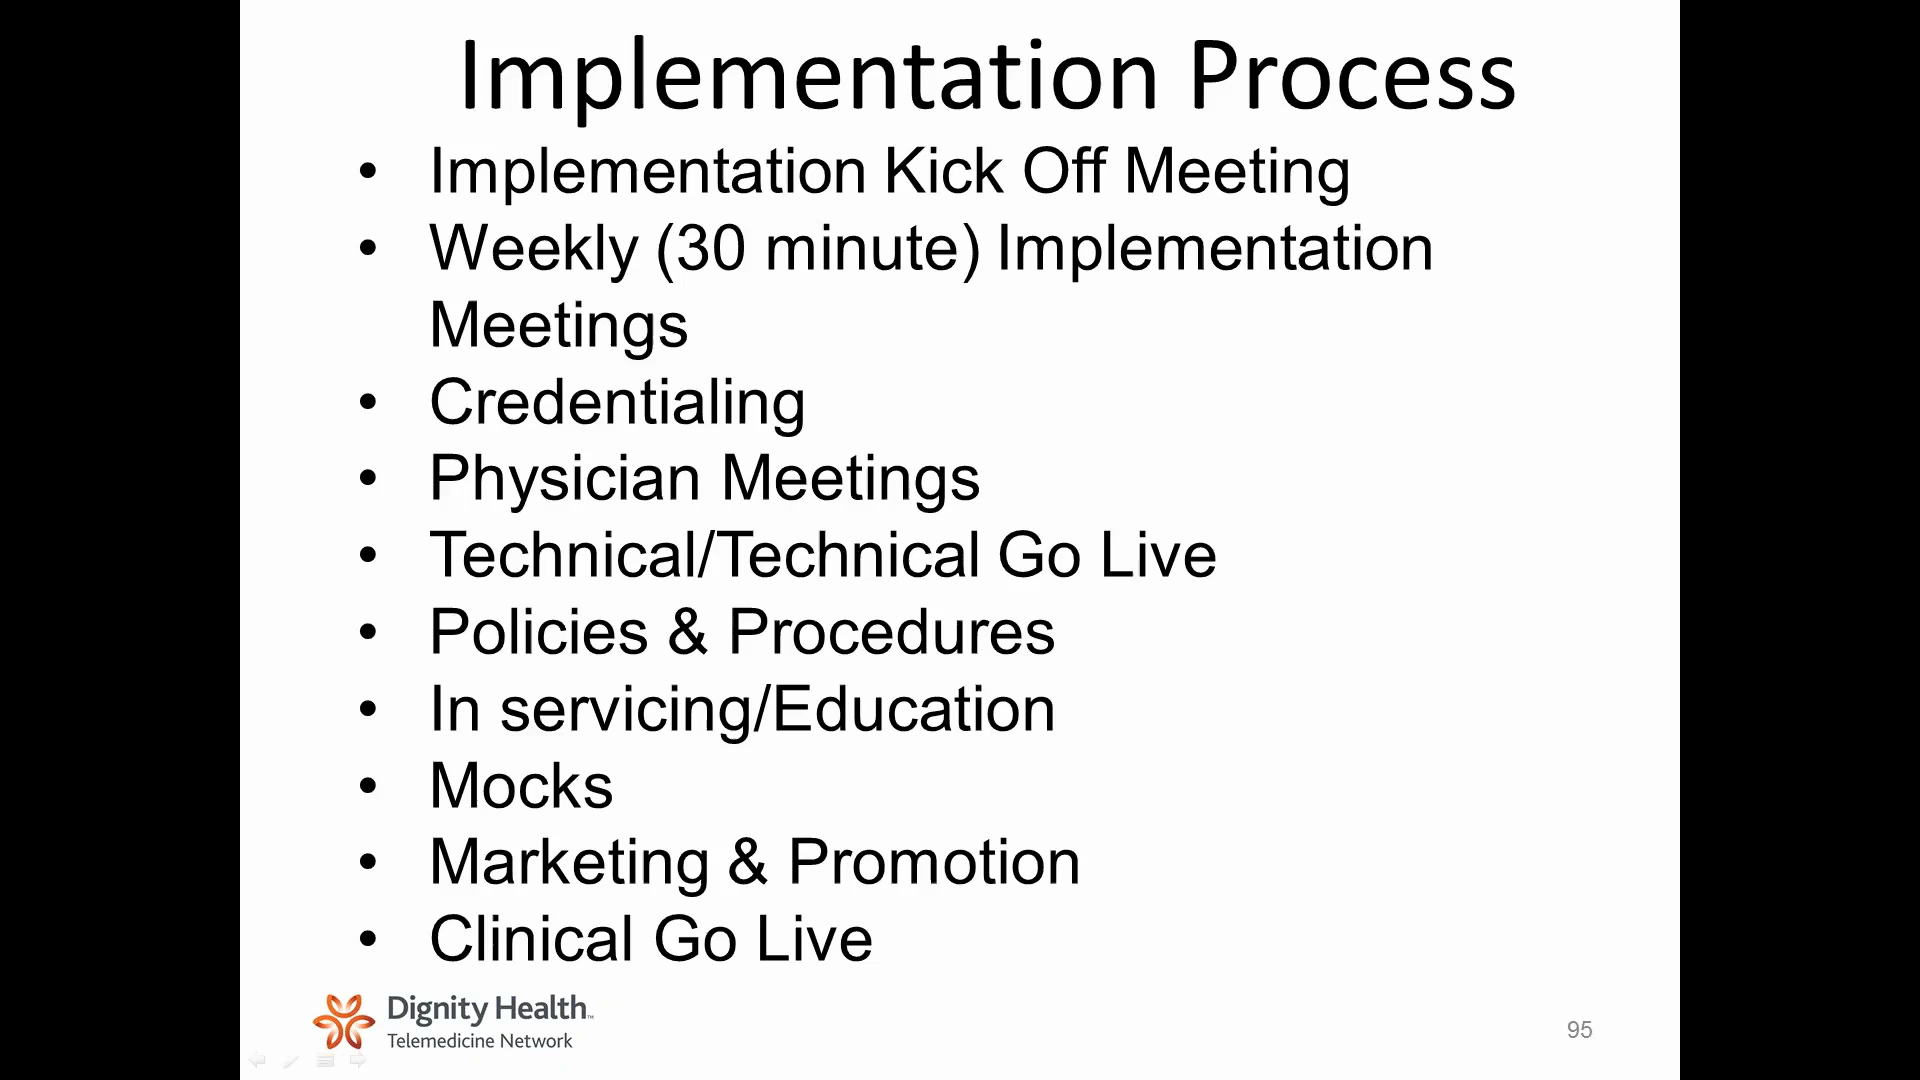 Implementation Process
• Implementation Kick Off Meeting
• Weekly (30 minute) Implementation
Meetings
• Credentialing
• Physician Meetings
• Technical/Technical Go Live
• Policies & Procedures
• In servicing/Education
• Mocks
• Marketing & Promotion
• Clinical Go Live
Dignity Health™
Telemedicine Network
95